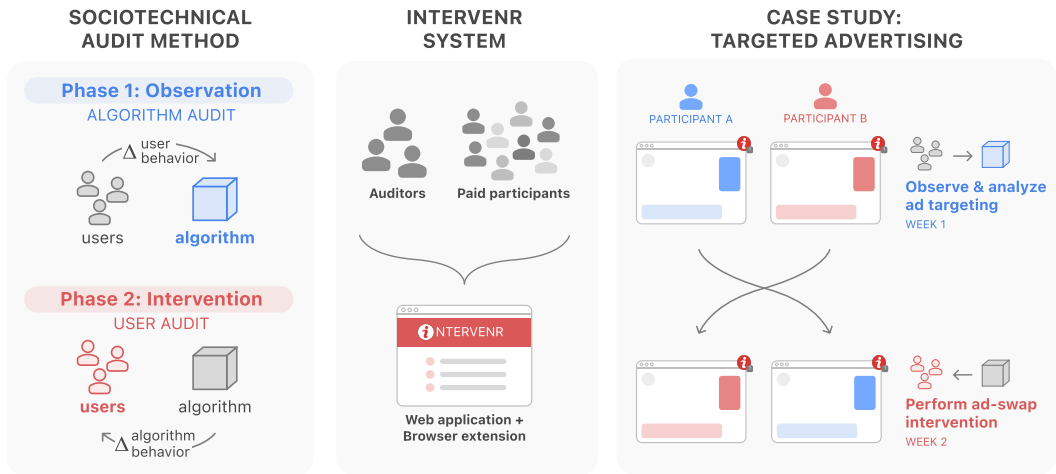 SOCIOTECHNICAL
AUDIT METHOD
Phase 1: Observation
ALGORITHM AUDIT
Δ user
behavior
users
algorithm
Phase 2: Intervention
USER AUDIT
users
algorithm
Δ algorithm
behavior
INTERVENR
SYSTEM
Auditors
Paid participants
iNTERVENR
Web application +
Browser extension
CASE STUDY:
TARGETED ADVERTISING
PARTICIPANT A
PARTICIPANT B
i
i
Observe & analyze
ad targeting
WEEK 1
i
i
Perform ad-swap
intervention
WEEK 2